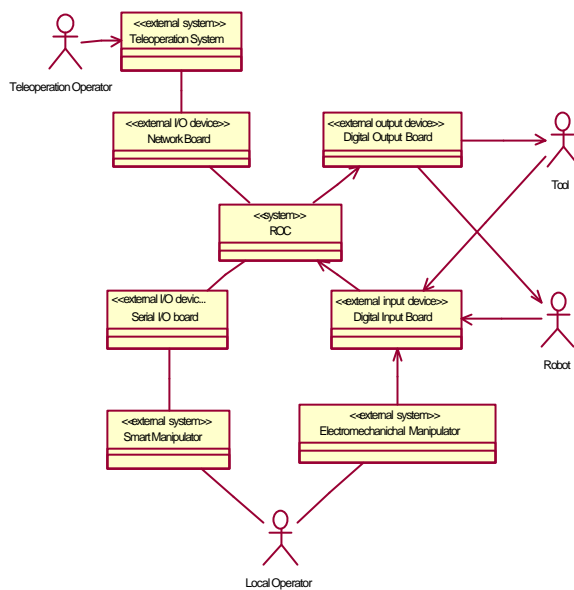 <<external system>>
Teleoperation System
Teleoperation Operator
<<external I/O device>>
Network Board
<<external output device>>
Digital Output Board
Tool
<<system>>
ROC
<<external I/O devic...
Serial I/O board
<<external input device>>
Digital Input Board
Robot
<<external system>>
Smart Manipulator
<<external system>>
Electromechanichal Manipulator
Local Operator